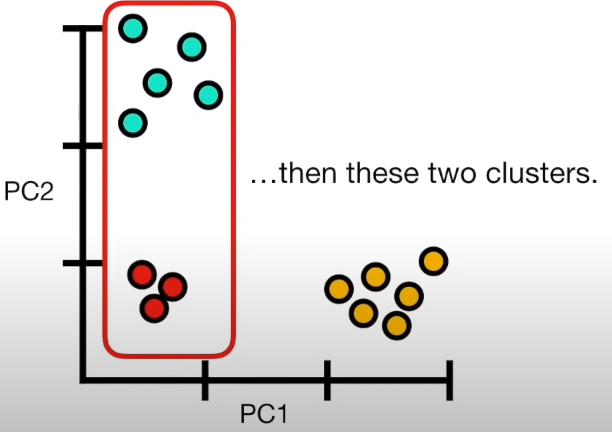 …then these two clusters.
PC2
PC1